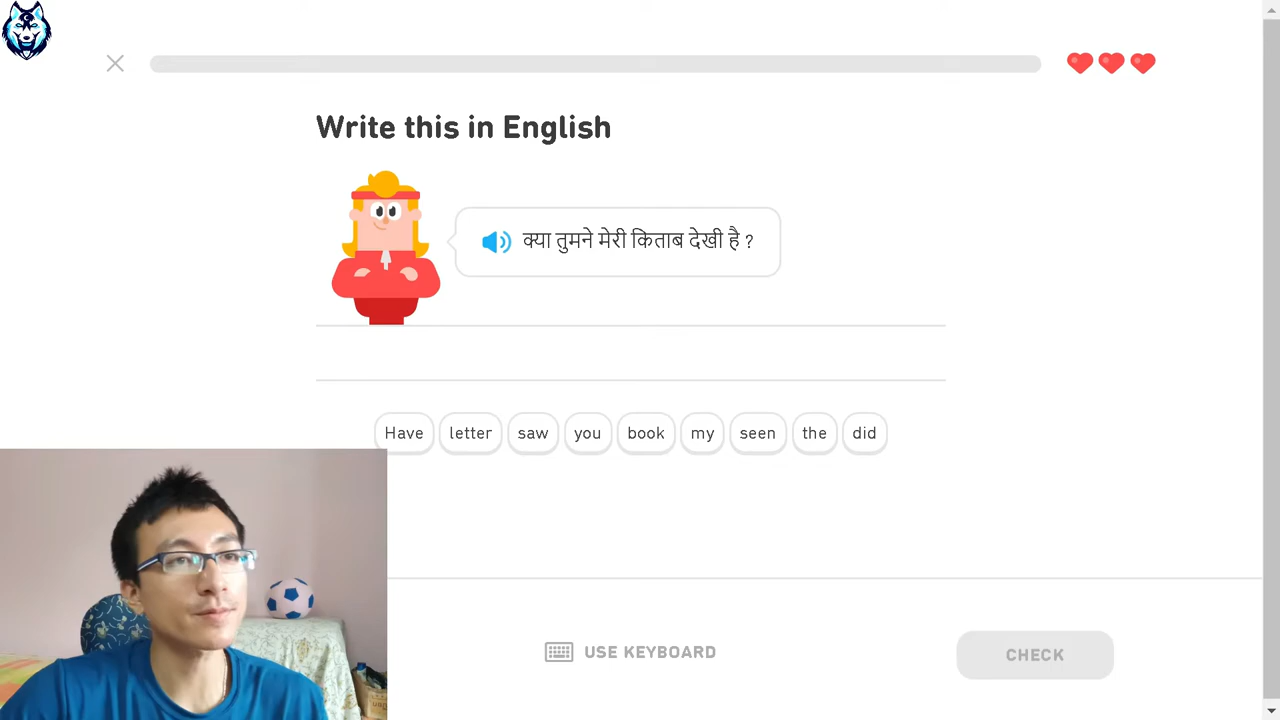 Write this in English
क्या तुमने मेरी किताब देखी है ?
Have letter saw you book my seen the did
USE KEYBOARD
CHECK